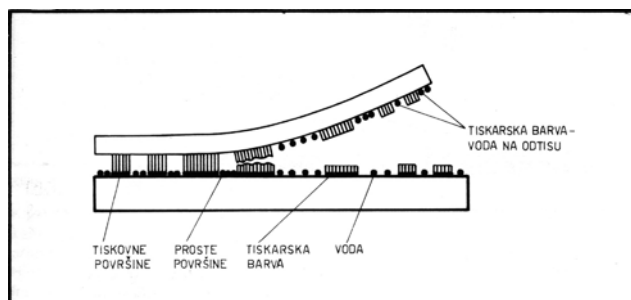 TISKARSKA BARVA-
VODA NA ODTISU
TISKOVNE
POVRŠINE
PROSTE
POVRŠINE
TISKARSKA
BARVA
VODA